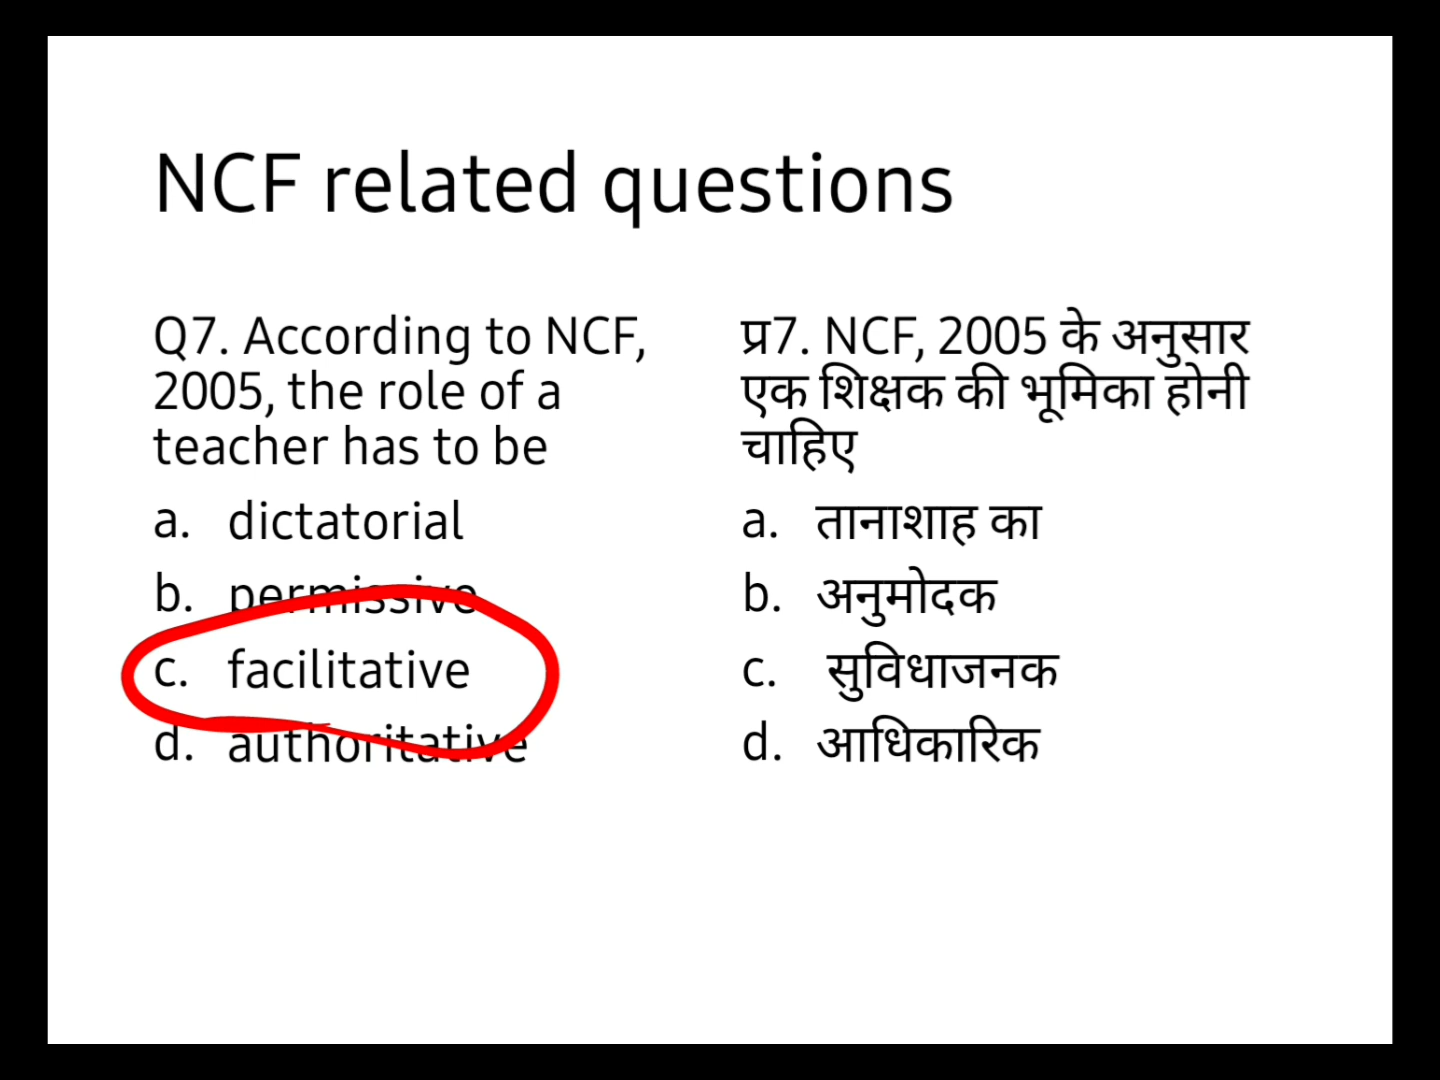 NCF related questions
Q7. According to NCF,
2005, the role of a
teacher has to be
a. dictatorial
b. permissive
c. facilitative
d. authoritative
प्र7. NCF, 2005 के अनुसार
एक शिक्षक की भूमिका होनी
चाहिए
a. तानाशाह का
b. अनुमोदक
c. सुविधाजनक
d. आधिकारिक